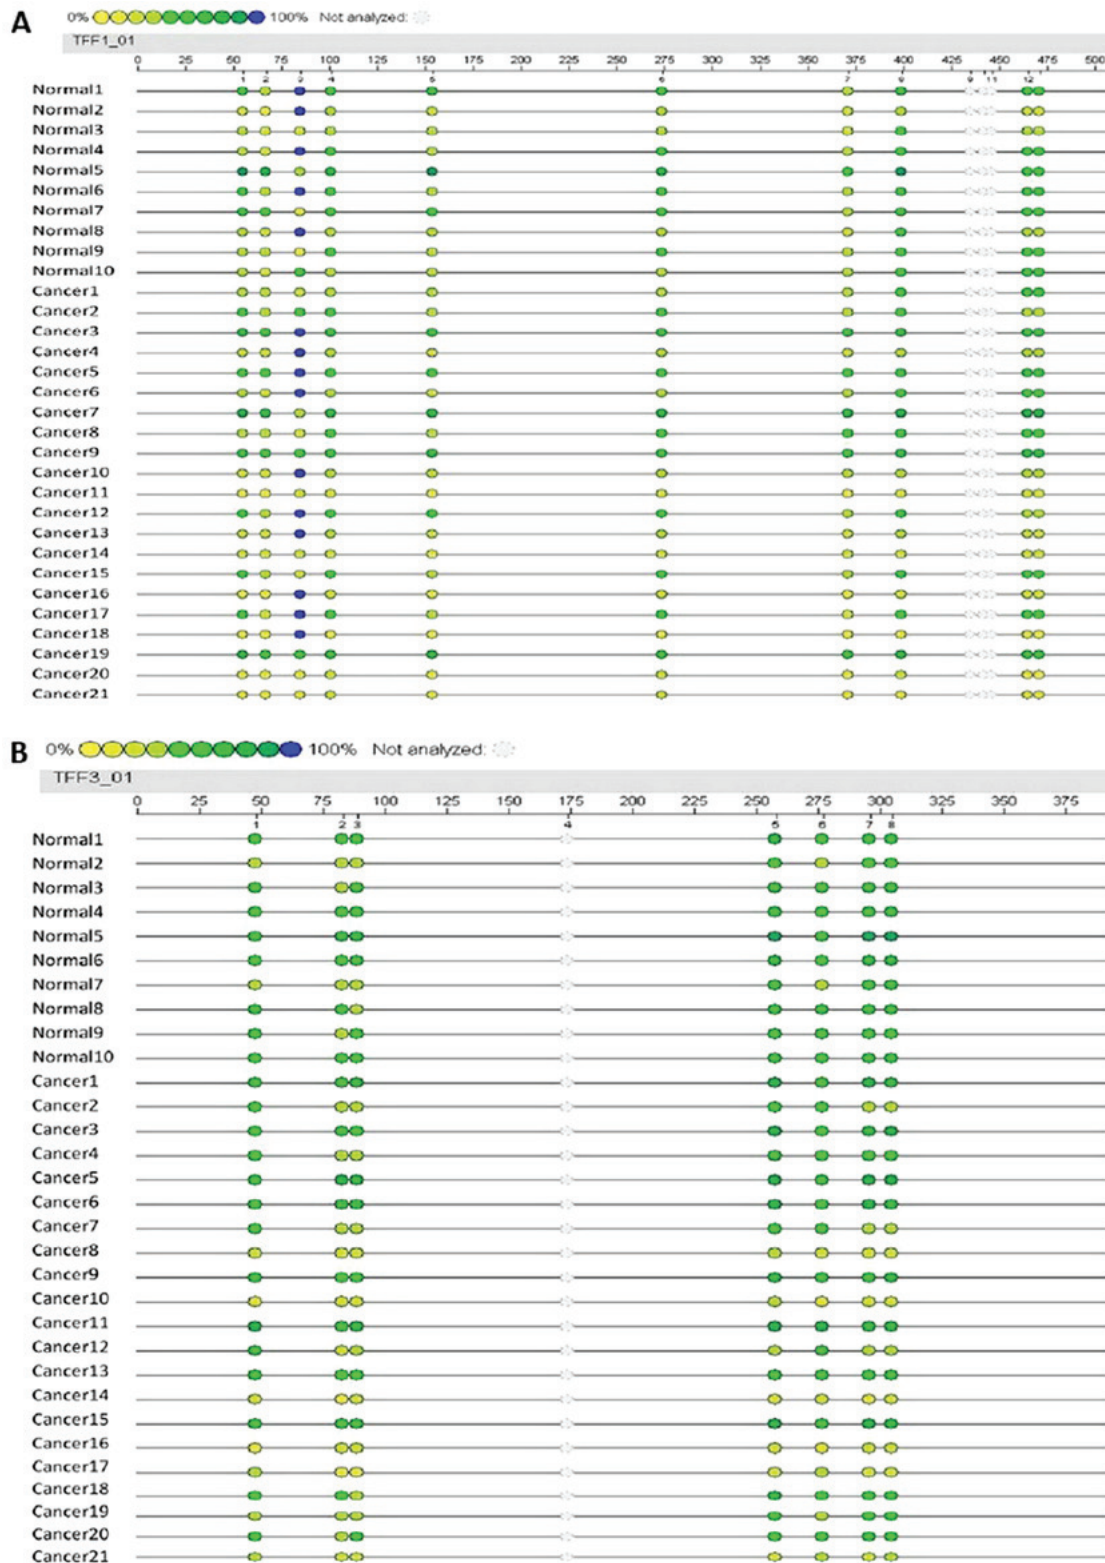 A
0% 100% Not analyzed:
TFF1_01
0 25 50 75 100 125 150 175 200 225 250 275 300 325 350 375 400 425 450 475 500
1 2 3 4 5 6 7 8 9 11 12
Normal1
Normal2
Normal3
Normal4
Normal5
Normal6
Normal7
Normal8
Normal9
Normal10
Cancer1
Cancer2
Cancer3
Cancer4
Cancer5
Cancer6
Cancer7
Cancer8
Cancer9
Cancer10
Cancer11
Cancer12
Cancer13
Cancer14
Cancer15
Cancer16
Cancer17
Cancer18
Cancer19
Cancer20
Cancer21
B
0% 100% Not analyzed:
TFF3_01
0 25 50 75 100 125 150 175 200 225 250 275 300 325 350 375
1 2 3 4 5 6 7 8
Normal1
Normal2
Normal3
Normal4
Normal5
Normal6
Normal7
Normal8
Normal9
Normal10
Cancer1
Cancer2
Cancer3
Cancer4
Cancer5
Cancer6
Cancer7
Cancer8
Cancer9
Cancer10
Cancer11
Cancer12
Cancer13
Cancer14
Cancer15
Cancer16
Cancer17
Cancer18
Cancer19
Cancer20
Cancer21